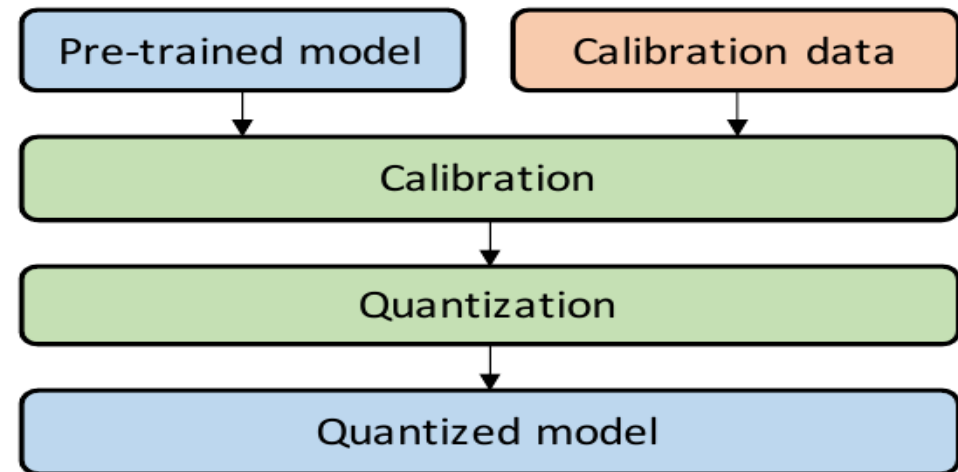 Pre-trained model
Calibration data
Calibration
Quantization
Quantized model